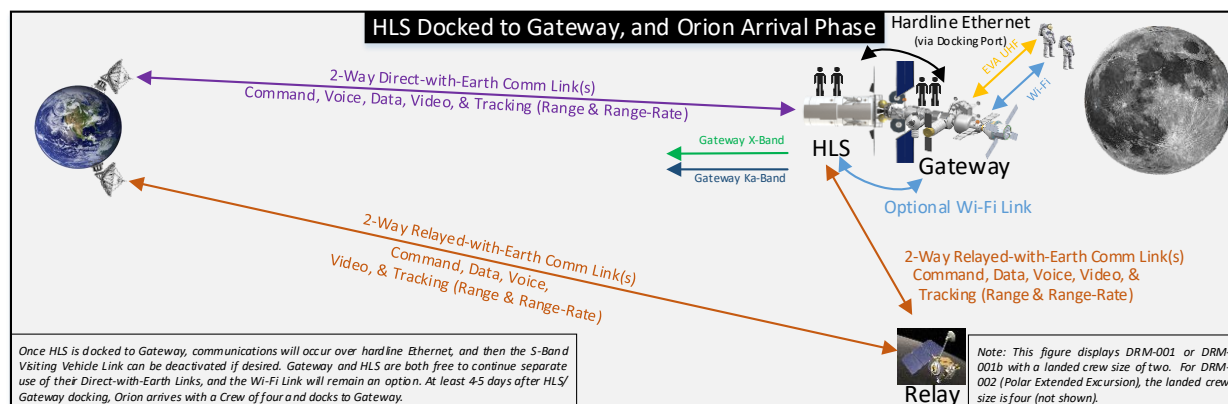 HLS Docked to Gateway, and Orion Arrival Phase
Hardline Ethernet
(via Docking Port)
EVA UHF
Wi-Fi
2-Way Direct-with-Earth Comm Link(s)
Command, Voice, Data, Video, & Tracking (Range & Range-Rate)
Gateway X-Band
Gateway Ka-Band
HLS
Gateway
Optional Wi-Fi Link
2-Way Relayed-with-Earth Comm Link(s)
Command, Data, Voice,
Video, & Tracking (Range & Range-Rate)
2-Way Relayed-with-Earth Comm Link(s)
Command, Data, Voice, Video, &
Tracking (Range & Range-Rate)
Relay
Once HLS is docked to Gateway, communications will occur over hardline Ethernet, and then the S-Band
Visiting Vehicle Link can be deactivated if desired. Gateway and HLS are both free to continue separate
use of their Direct-with-Earth Links, and the Wi-Fi Link will remain an option. At least 4-5 days after HLS/
Gateway docking, Orion arrives with a Crew of four and docks to Gateway.
Note: This figure displays DRM-001 or DRM-
001b with a landed crew size of two. For DRM-
002 (Polar Extended Excursion), the landed crew
size is four (not shown).